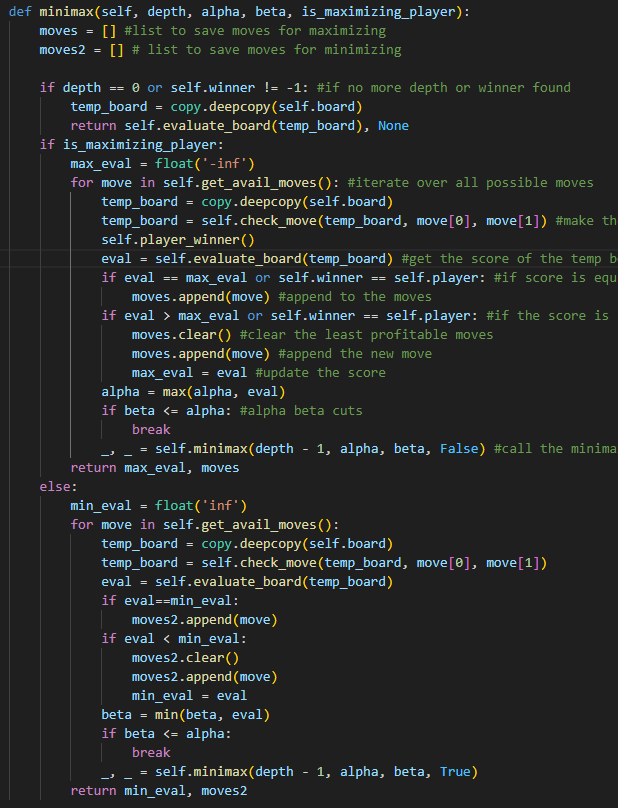 def minimax(self, depth, alpha, beta, is_maximizing_player):
    moves = [] #list to save moves for maximizing
    moves2 = [] # list to save moves for minimizing

    if depth == 0 or self.winner != -1: #if no more depth or winner found
        temp_board = copy.deepcopy(self.board)
        return self.evaluate_board(temp_board), None
    if is_maximizing_player:
        max_eval = float('-inf')
        for move in self.get_avail_moves(): #iterate over all possible moves
            temp_board = copy.deepcopy(self.board)
            temp_board = self.check_move(temp_board, move[0], move[1]) #make th
            self.player_winner()
            eval = self.evaluate_board(temp_board) #get the score of the temp b
            if eval == max_eval or self.winner == self.player: #if score is equ
                moves.append(move) #append to the moves
            if eval > max_eval or self.winner == self.player: #if the score is
                moves.clear() #clear the least profitable moves
                moves.append(move) #append the new move
                max_eval = eval #update the score
            alpha = max(alpha, eval)
            if beta <= alpha: #alpha beta cuts
                break
            _, _ = self.minimax(depth - 1, alpha, beta, False) #call the minima
        return max_eval, moves
    else:
        min_eval = float('inf')
        for move in self.get_avail_moves():
            temp_board = copy.deepcopy(self.board)
            temp_board = self.check_move(temp_board, move[0], move[1])
            eval = self.evaluate_board(temp_board)
            if eval==min_eval:
                moves2.append(move)
            if eval < min_eval:
                moves2.clear()
                moves2.append(move)
                min_eval = eval
            beta = min(beta, eval)
            if beta <= alpha:
                break
            _, _ = self.minimax(depth - 1, alpha, beta, True)
        return min_eval, moves2